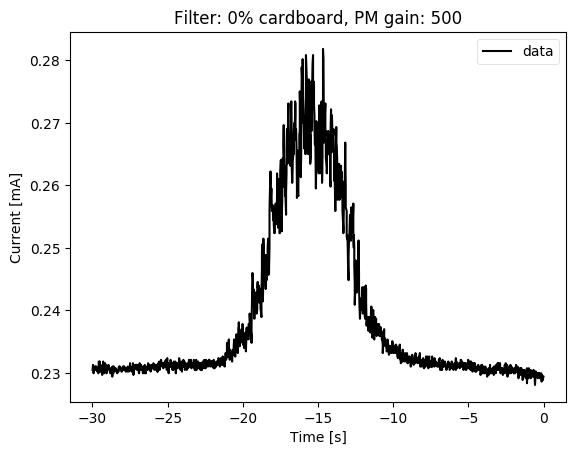 Filter: 0% cardboard, PM gain: 500
data
0.28
0.27
0.26
0.25
0.24
0.23
Current [mA]
−30 −25 −20 −15 −10 −5 0
Time [s]